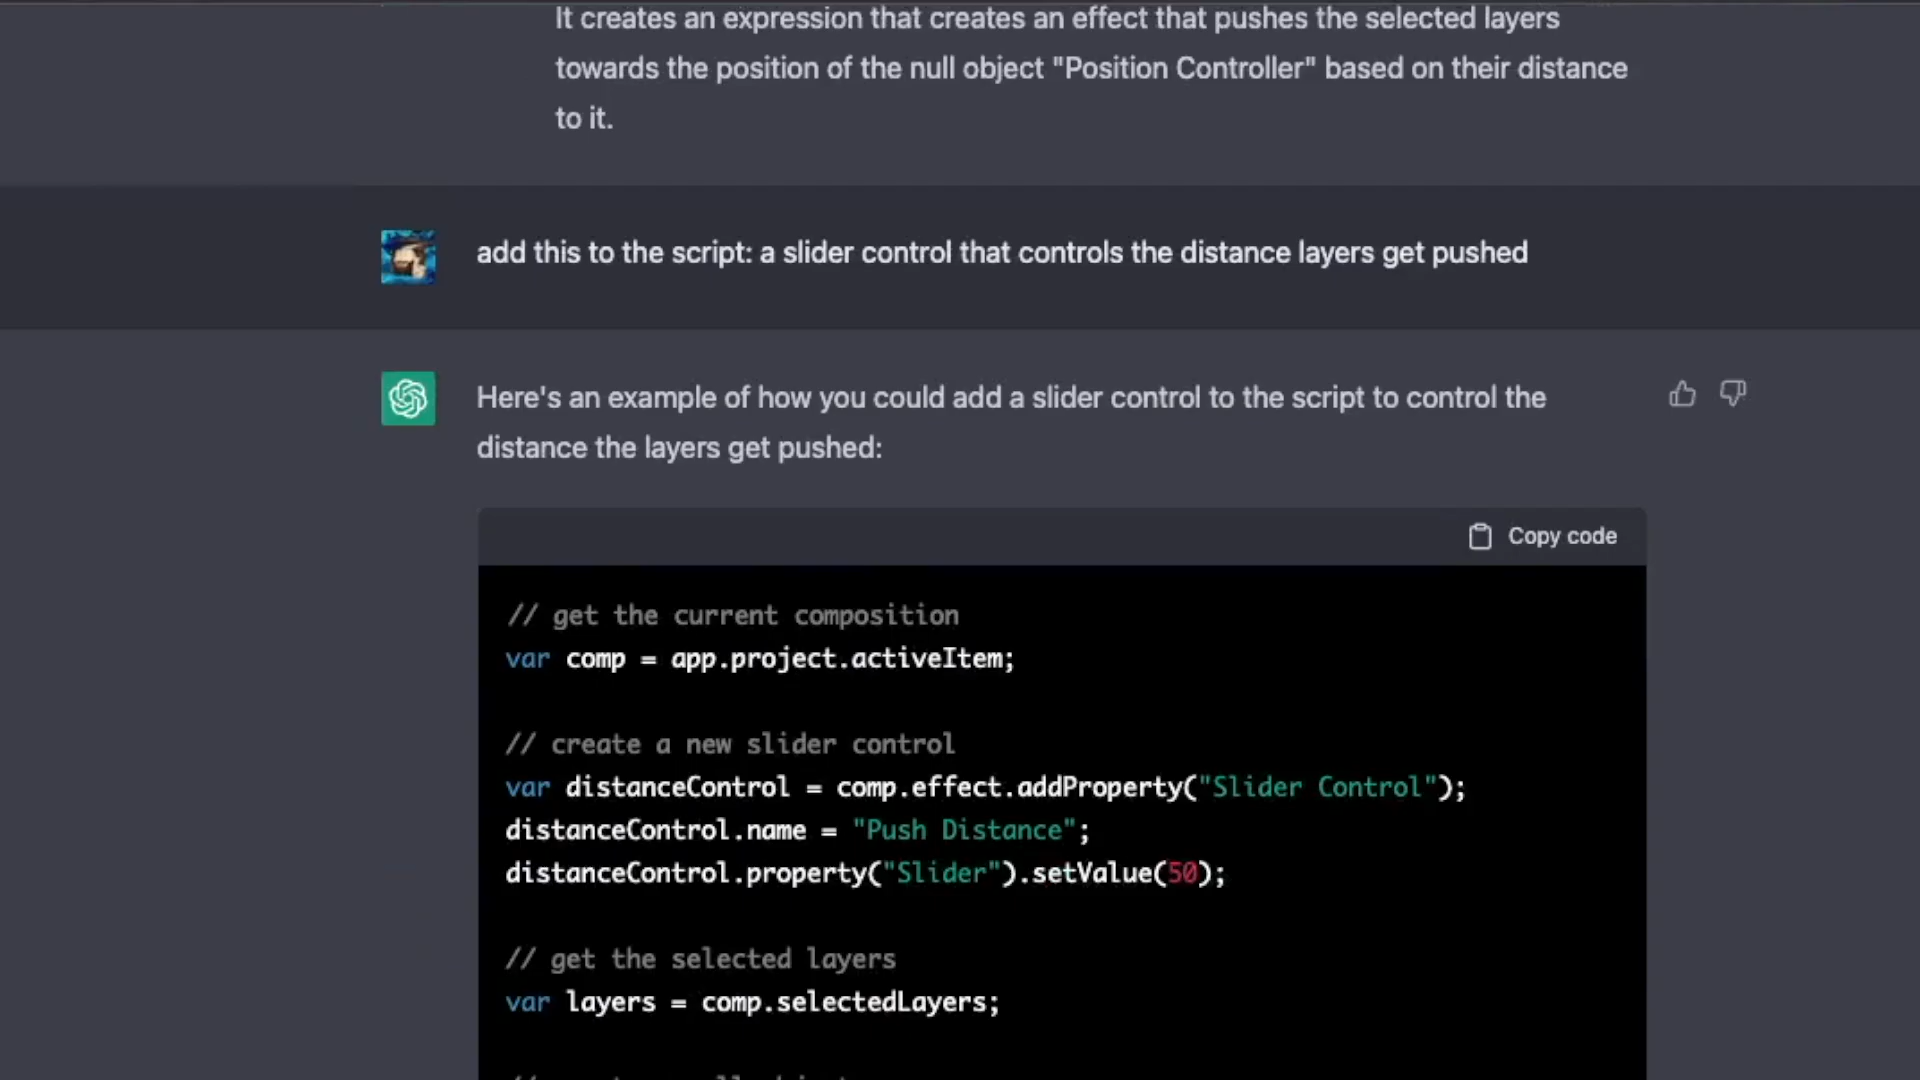 It creates an expression that creates an effect that pushes the selected layers
towards the position of the null object "Position Controller" based on their distance
to it.
add this to the script: a slider control that controls the distance layers get pushed
Here's an example of how you could add a slider control to the script to control the
distance the layers get pushed:
Copy code
// get the current composition
var comp = app.project.activeItem;
// create a new slider control
var distanceControl = comp.effect.addProperty("Slider Control");
distanceControl.name = "Push Distance";
distanceControl.property("Slider").setValue(50);
// get the selected layers
var layers = comp.selectedLayers;